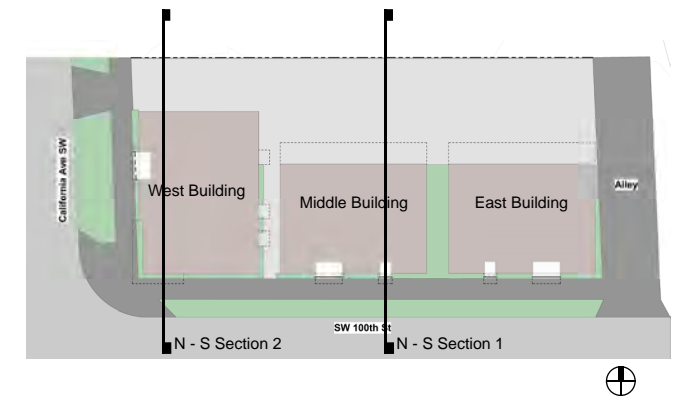 California Ave SW
West Building
Middle Building
East Building
Alley
SW 100th St
N - S Section 2
N - S Section 1